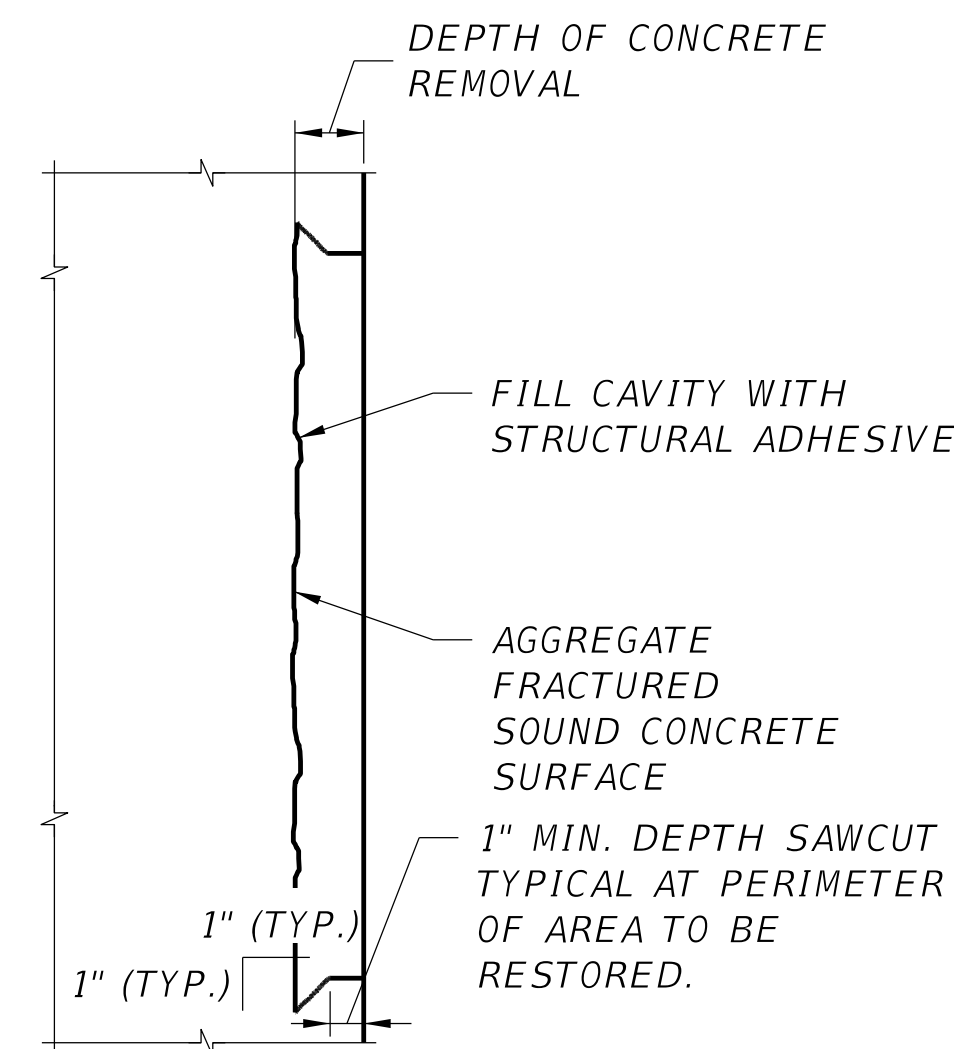 DEPTH OF CONCRETE
REMOVAL
FILL CAVITY WITH
STRUCTURAL ADHESIVE
AGGREGATE
FRACTURED
SOUND CONCRETE
SURFACE
1" MIN. DEPTH SAWCUT
TYPICAL AT PERIMETER
OF AREA TO BE
RESTORED.
1" (TYP.)
1" (TYP.)